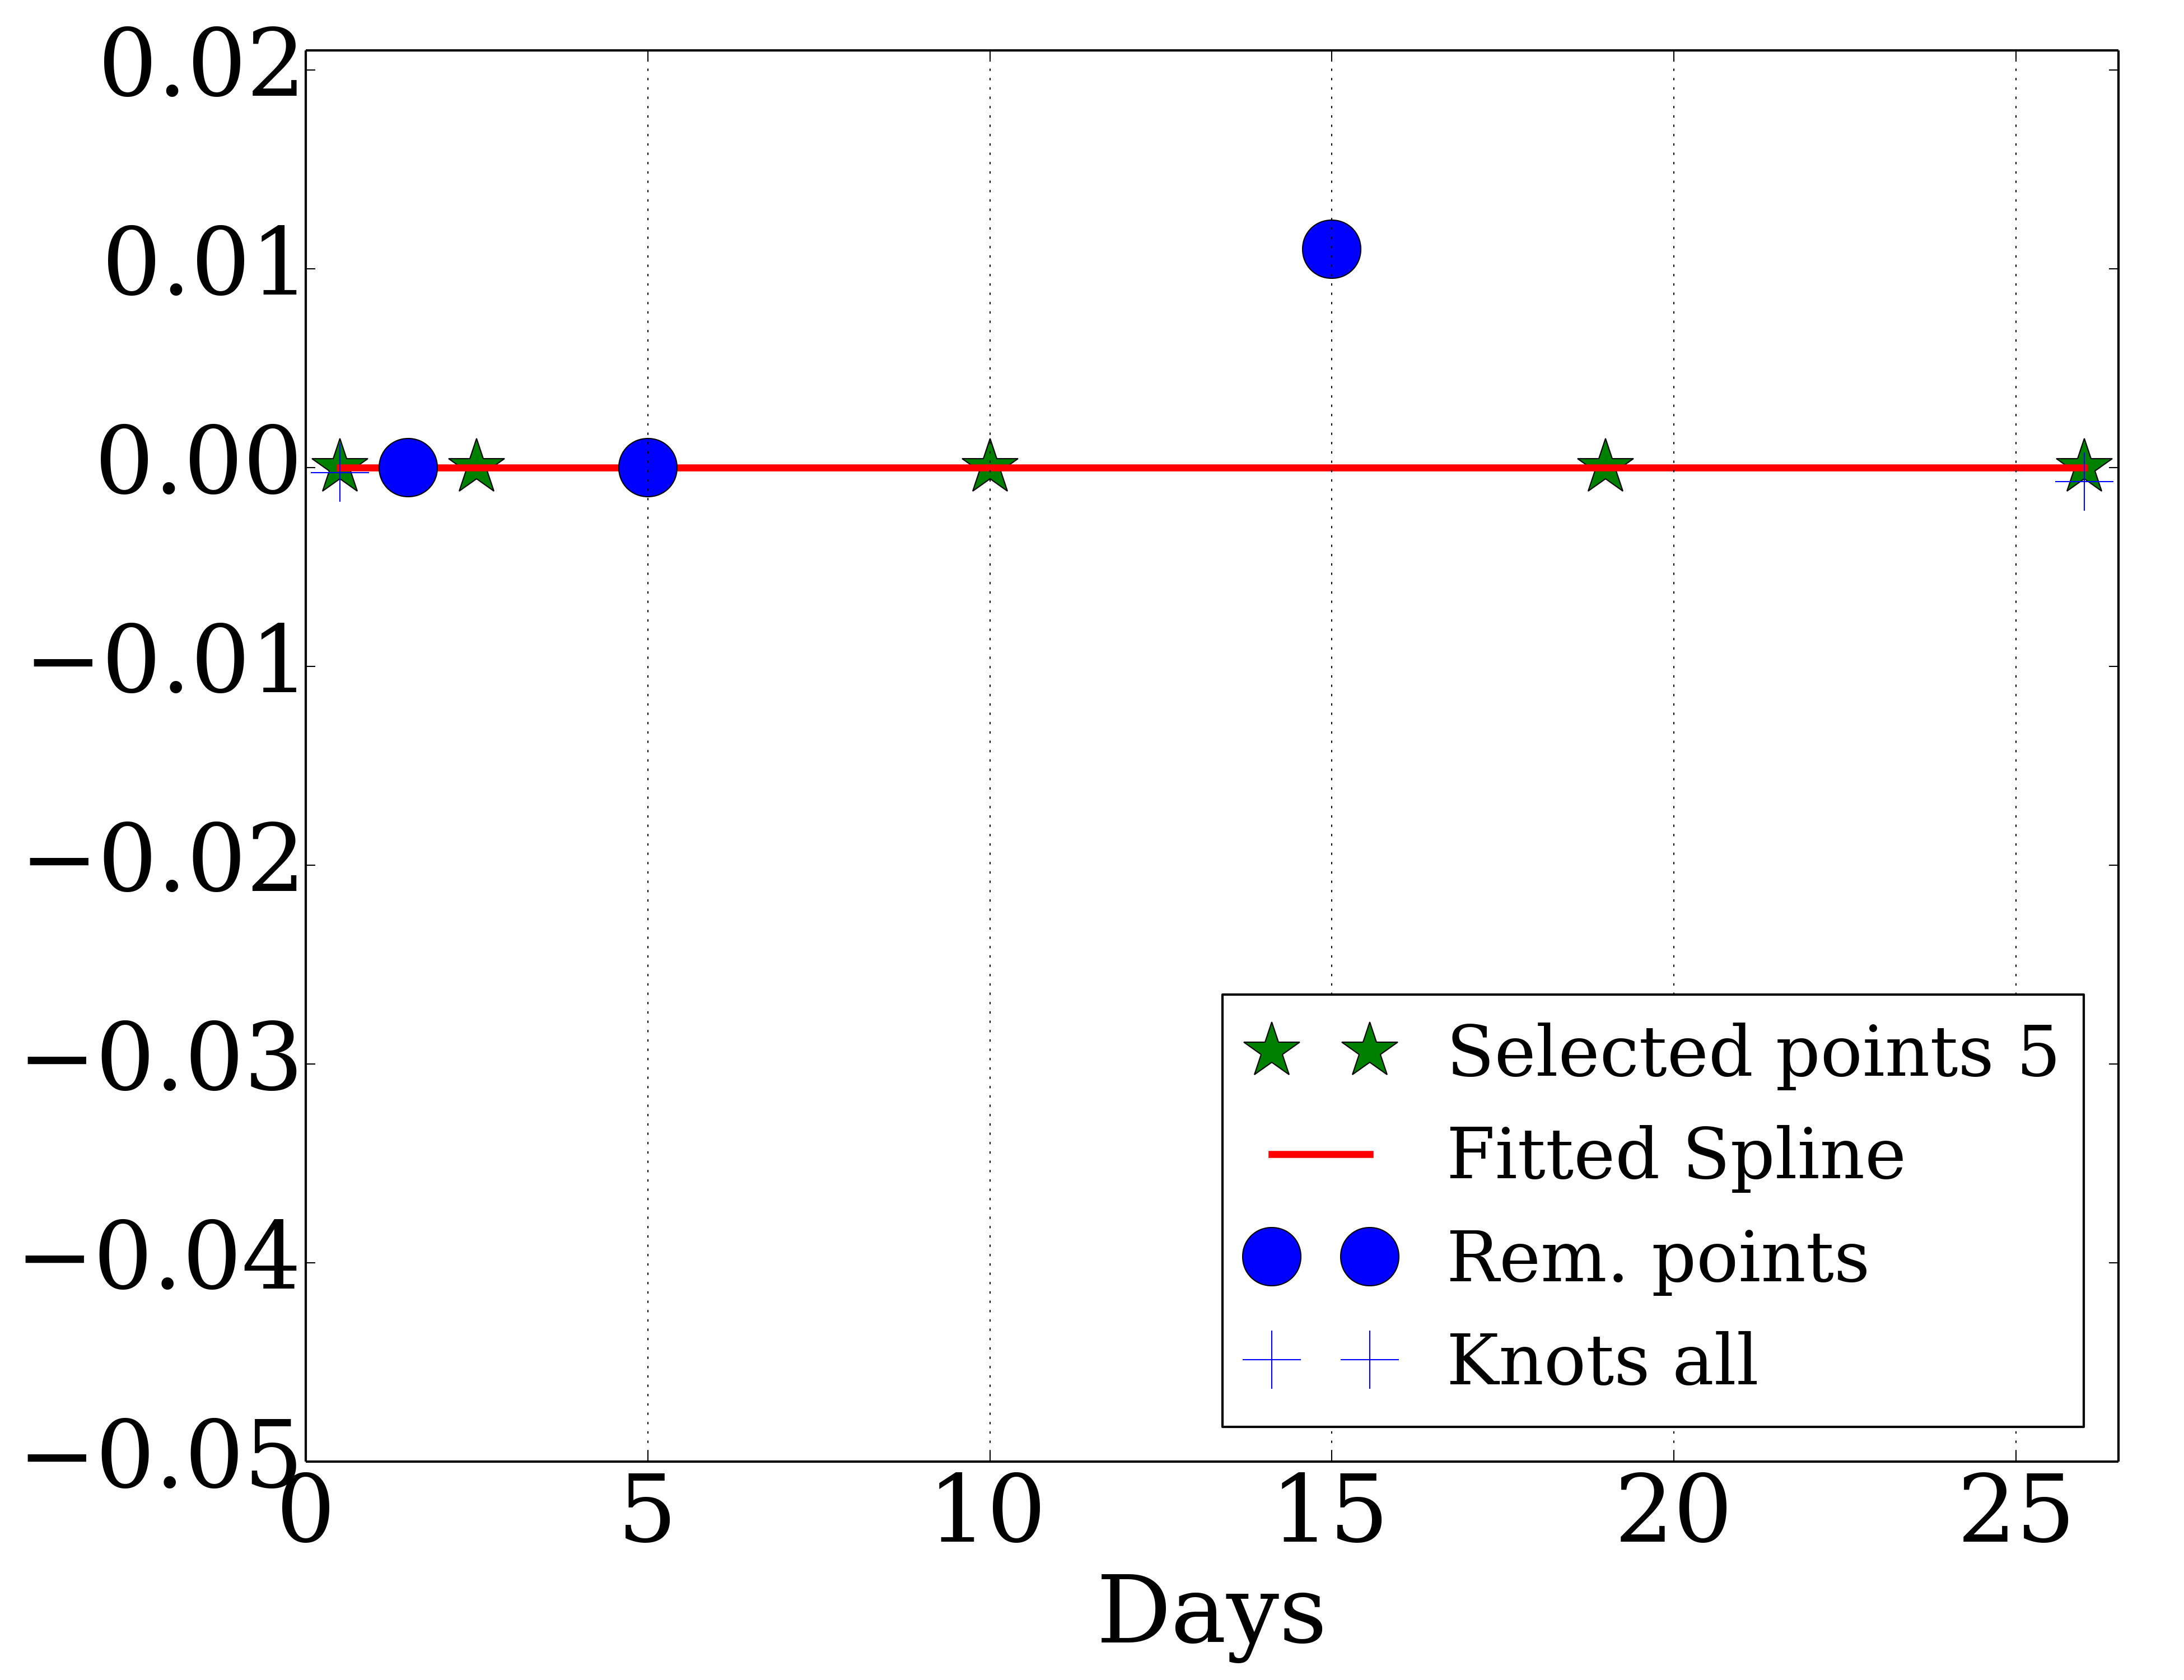 0.02
0.01
0.00
−0.01
−0.02
−0.03
−0.04
−0.05
0 5 10 15 20 25
Days
Selected points 5
Fitted Spline
Rem. points
Knots all